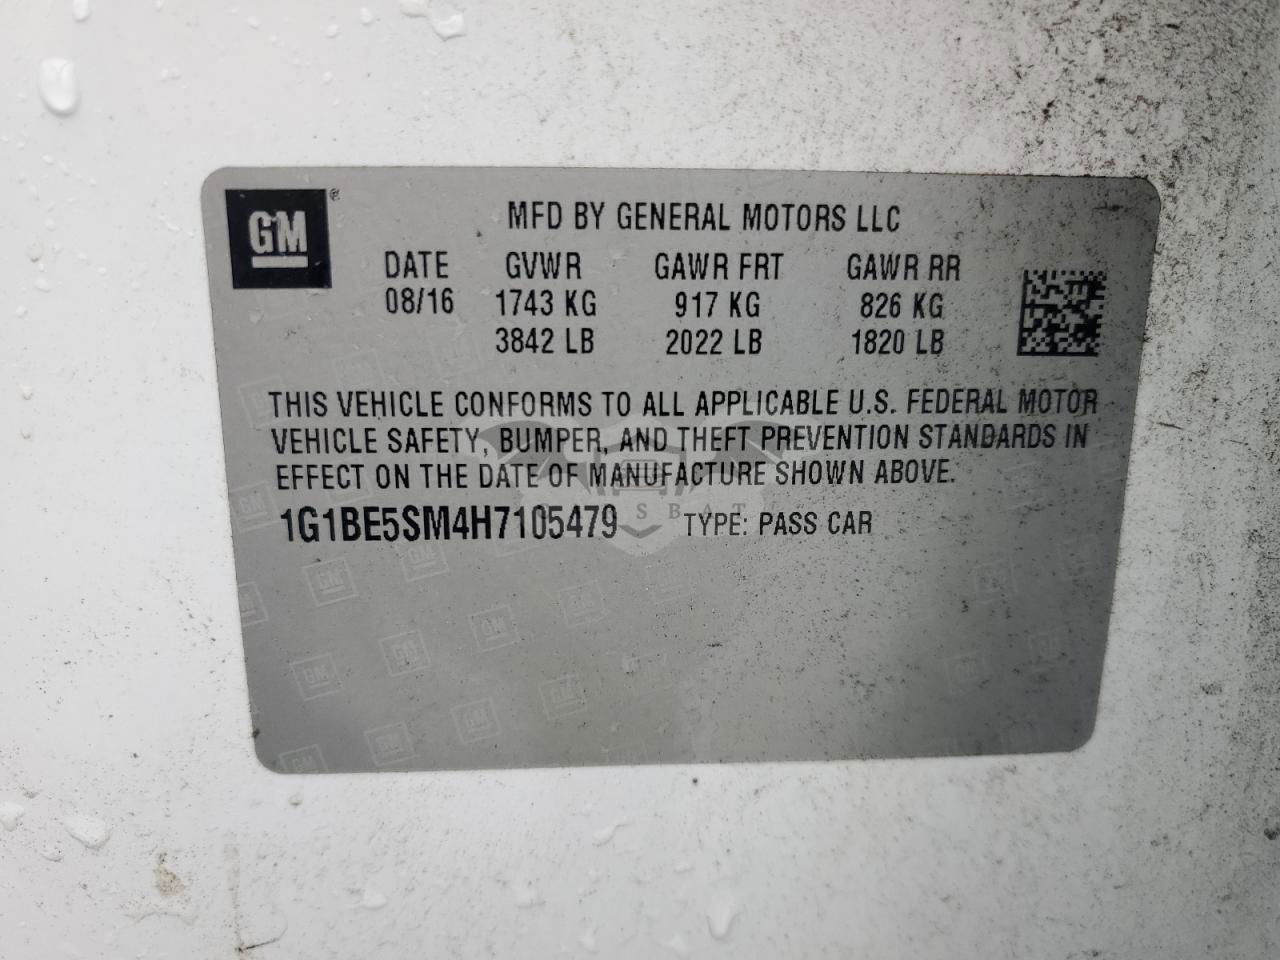 GM ®
MFD BY GENERAL MOTORS LLC
DATE GVWR GAWR FRT GAWR RR
08/16 1743 KG 917 KG 826 KG
3842 LB 2022 LB 1820 LB
THIS VEHICLE CONFORMS TO ALL APPLICABLE U.S. FEDERAL MOTOR
VEHICLE SAFETY, BUMPER, AND THEFT PREVENTION STANDARDS IN
EFFECT ON THE DATE OF MANUFACTURE SHOWN ABOVE.
1G1BE5SM4H7105479 TYPE: PASS CAR